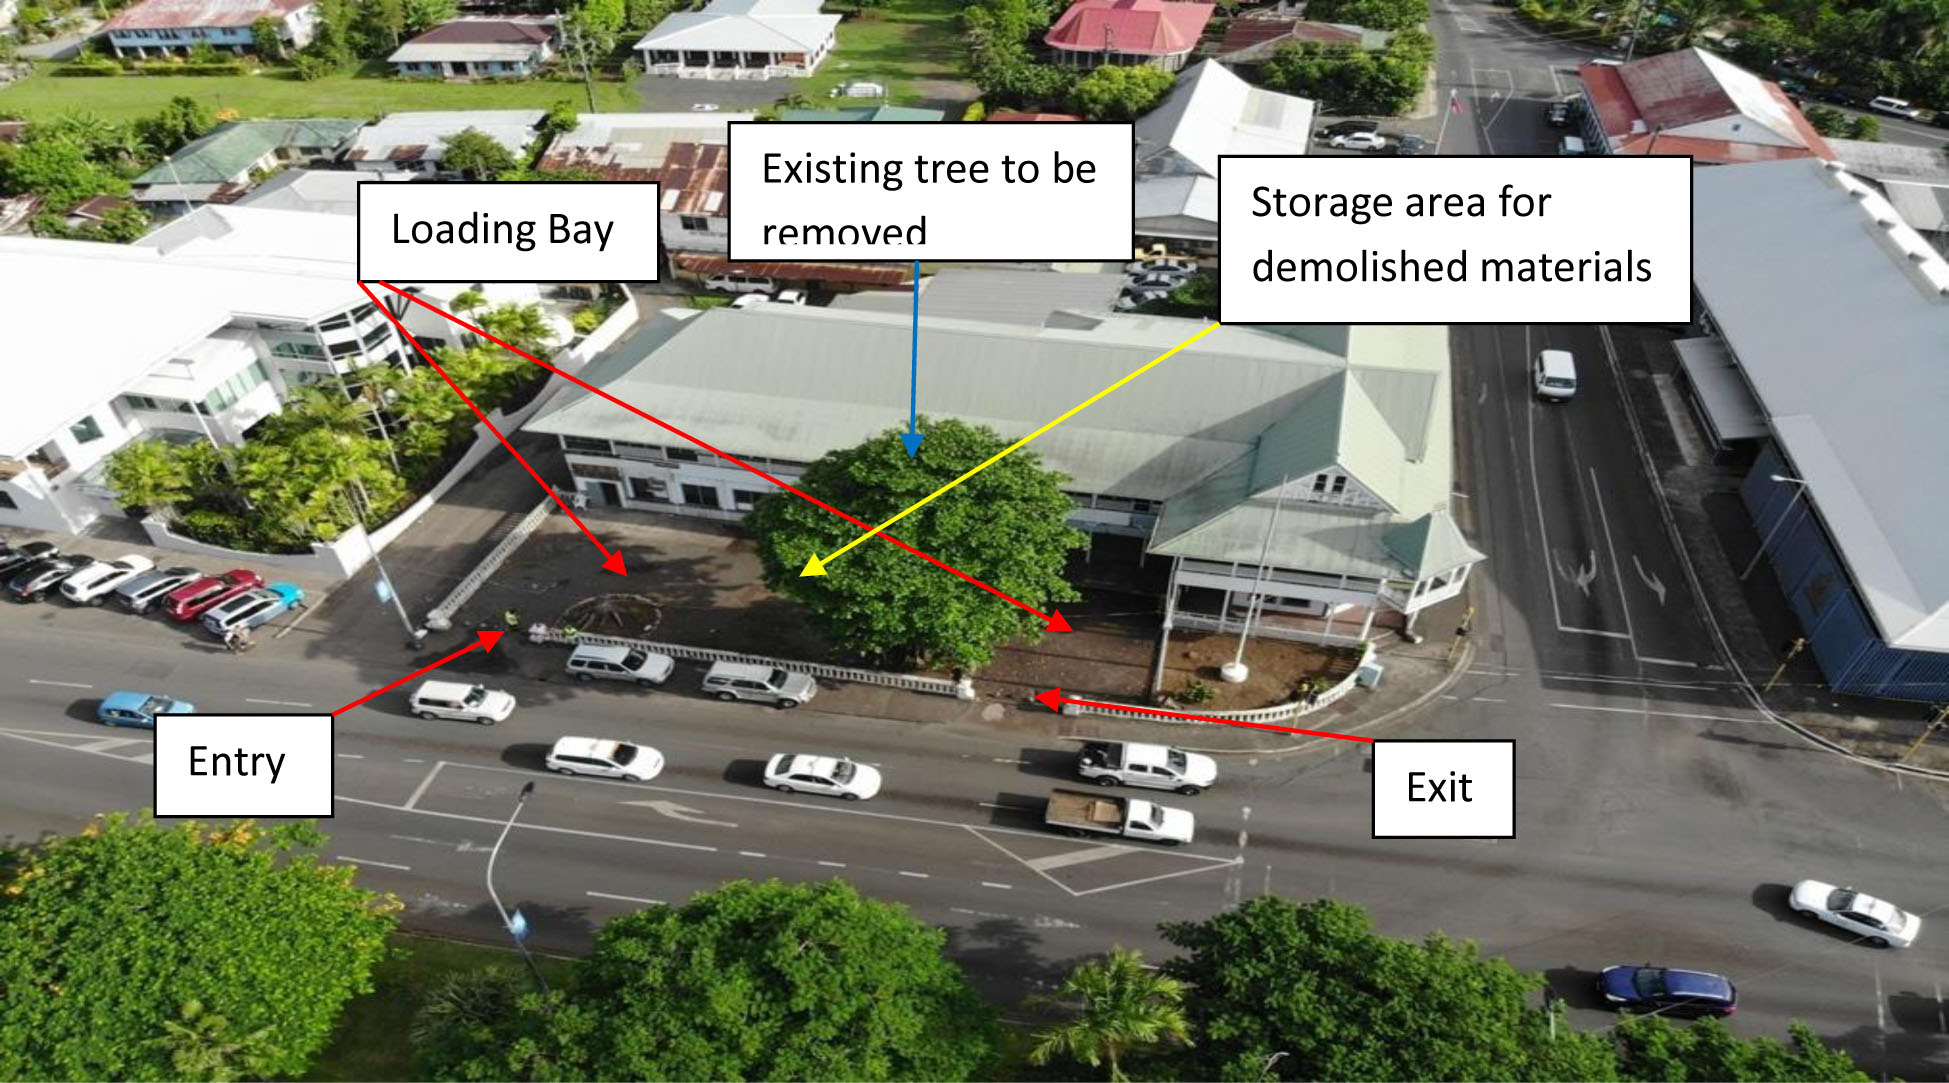 Existing tree to be
removed
Storage area for
demolished materials
Loading Bay
Entry
Exit